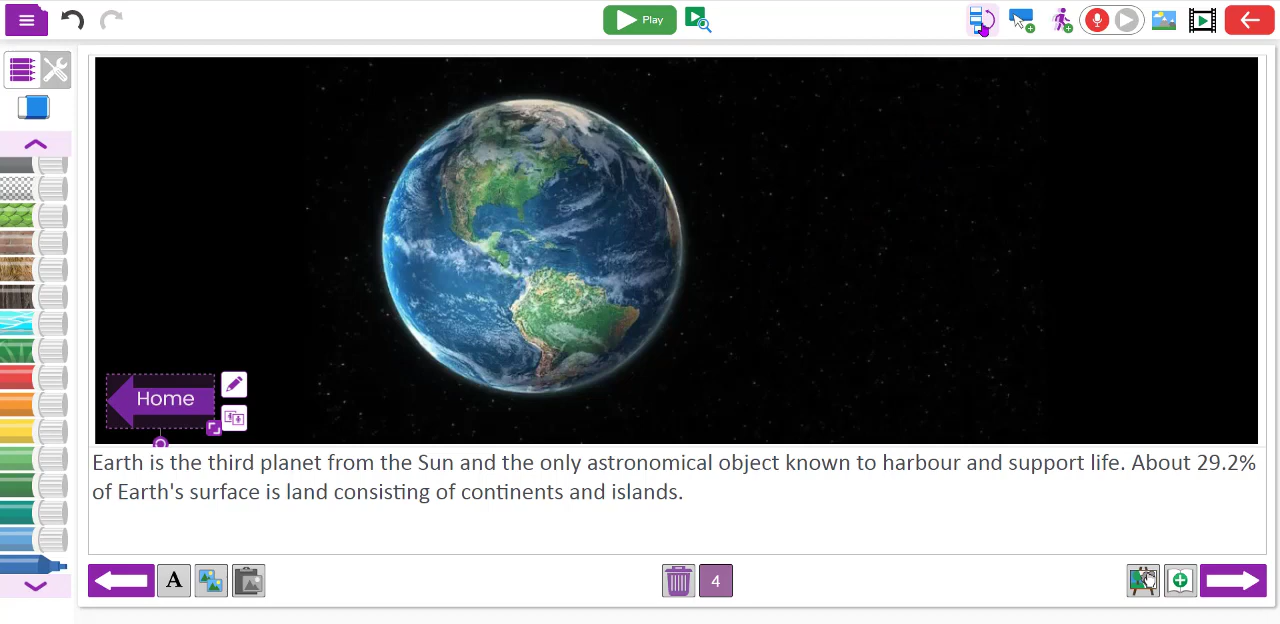 Play
Home
Earth is the third planet from the Sun and the only astronomical object known to harbour and support life. About 29.2%
of Earth's surface is land consisting of continents and islands.
A
4